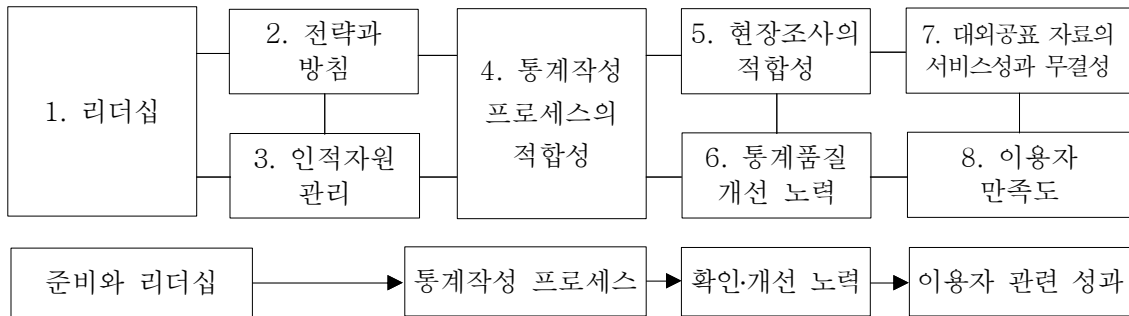 1. 리더십
2. 전략과
방침
3. 인적자원
관리
4. 통계작성
프로세스의
적합성
5. 현장조사의
적합성
6. 통계품질
개선 노력
7. 대외공표 자료의
서비스성과 무결성
8. 이용자
만족도
준비와 리더십
통계작성 프로세스
확인·개선 노력
이용자 관련 성과